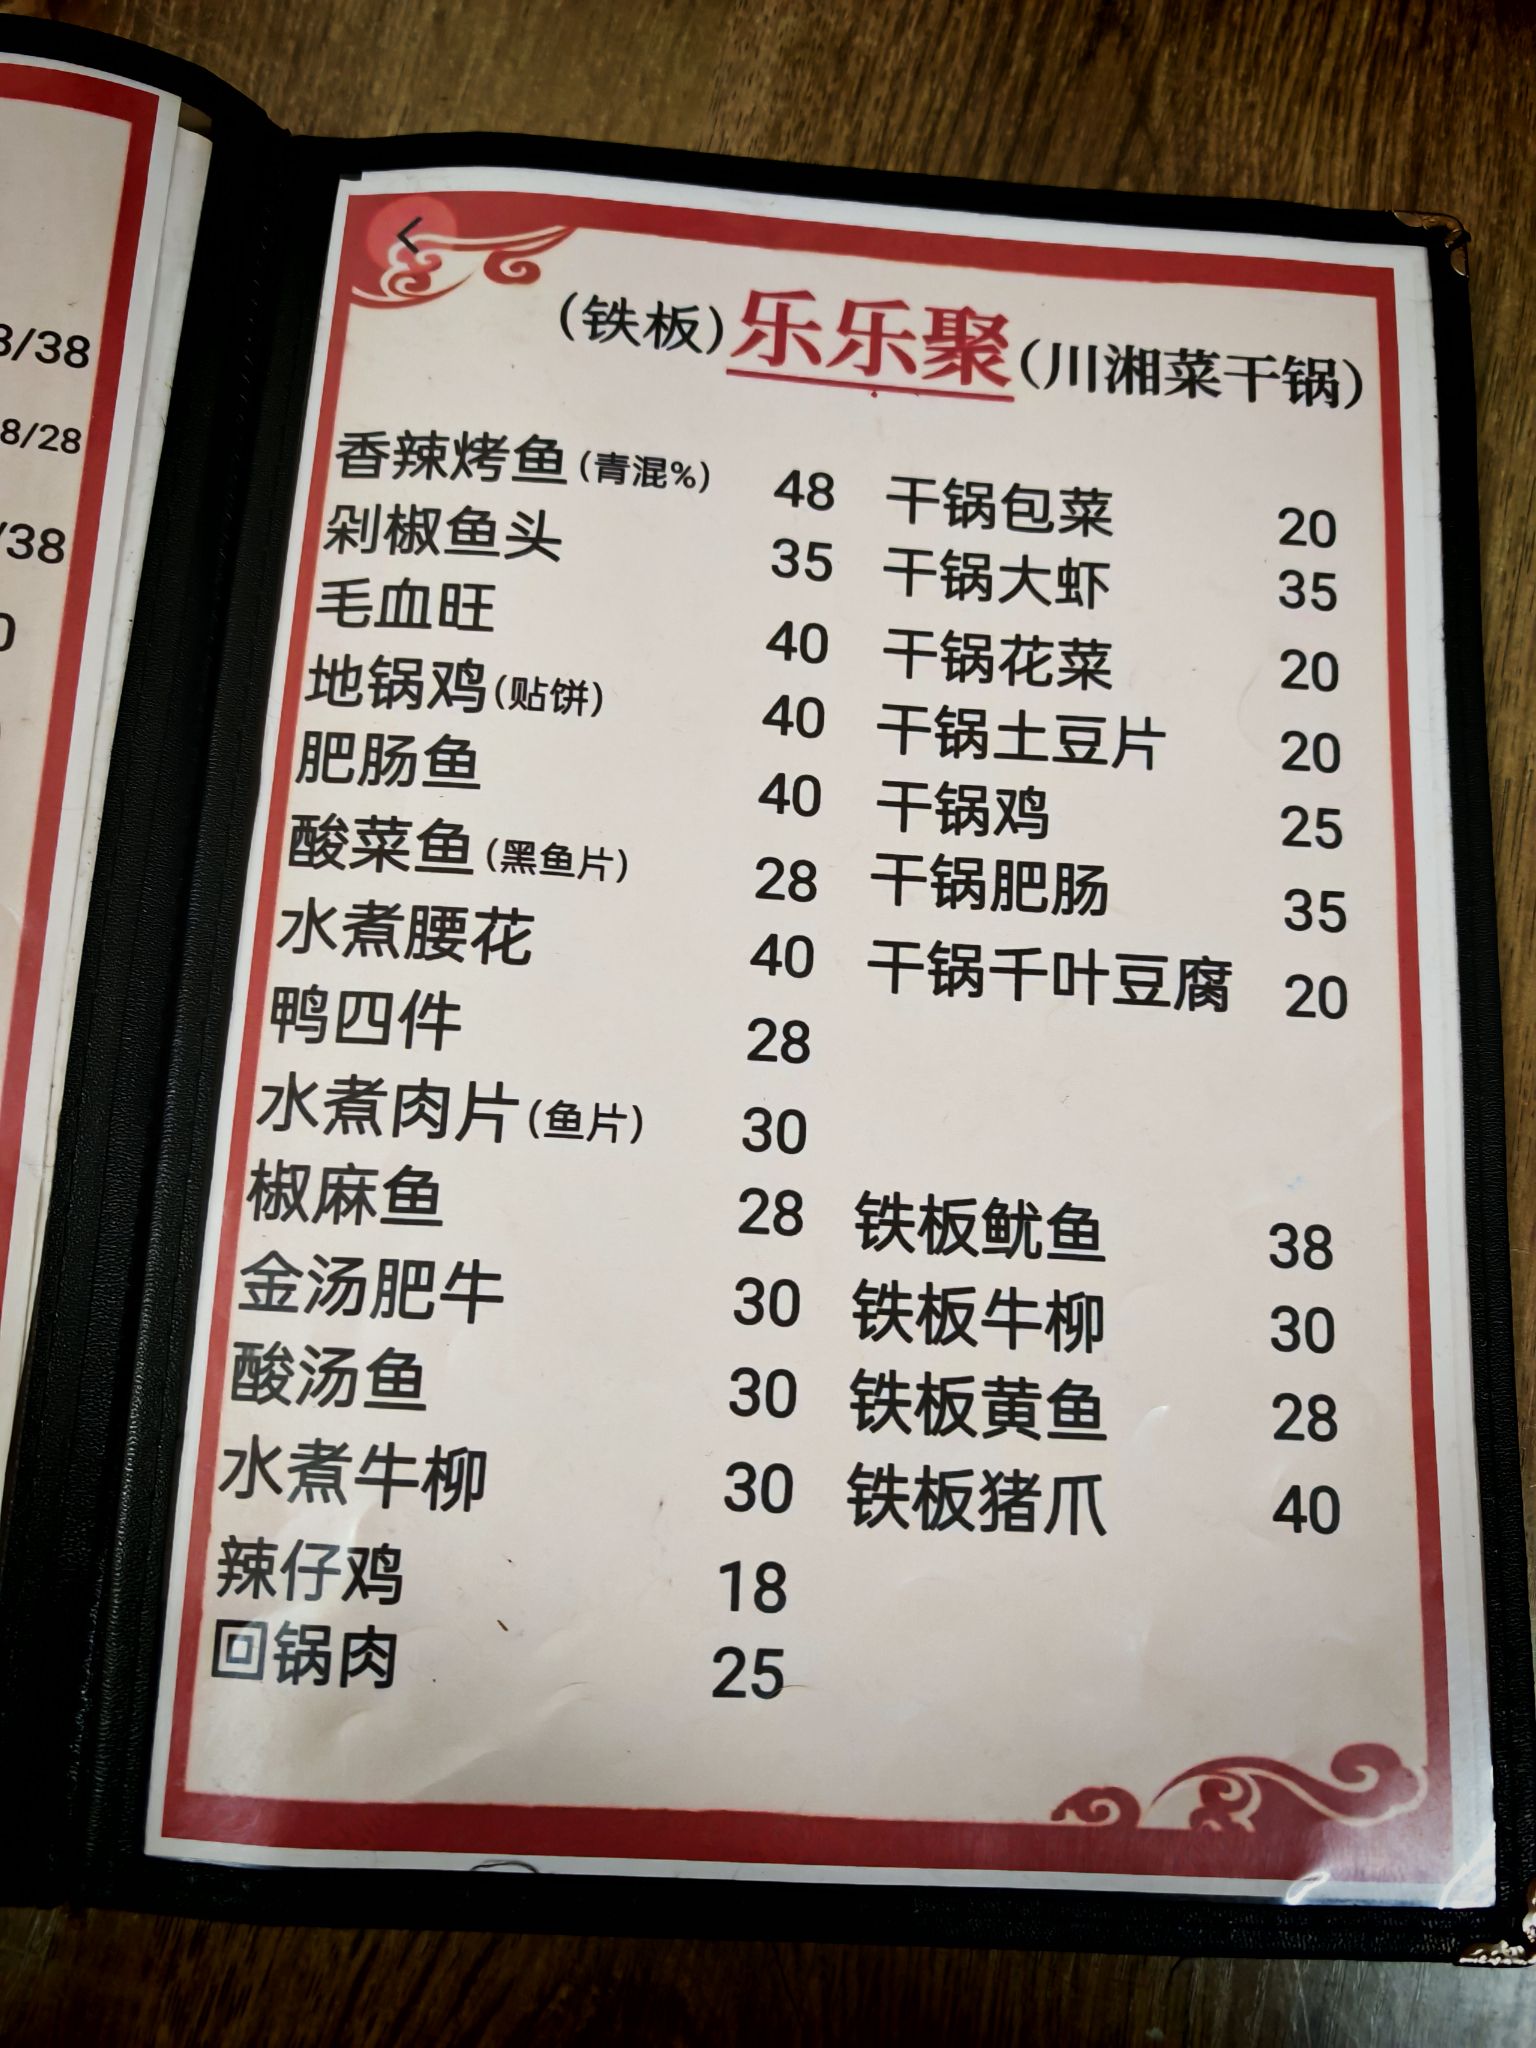 (铁板)乐乐聚(川湘菜干锅)
香辣烤鱼(青混%) 48
剁椒鱼头 35
毛血旺 40
地锅鸡(贴饼) 40
肥肠鱼 40
酸菜鱼(黑鱼片) 28
水煮腰花 40
鸭四件 28
水煮肉片(鱼片) 30
椒麻鱼 28
金汤肥牛 30
酸汤鱼 30
水煮牛柳 30
辣仔鸡 18
回锅肉 25
干锅包菜 20
干锅大虾 35
干锅花菜 20
干锅土豆片 20
干锅鸡 25
干锅肥肠 35
干锅千叶豆腐 20
铁板鱿鱼 38
铁板牛柳 30
铁板黄鱼 28
铁板猪爪 40